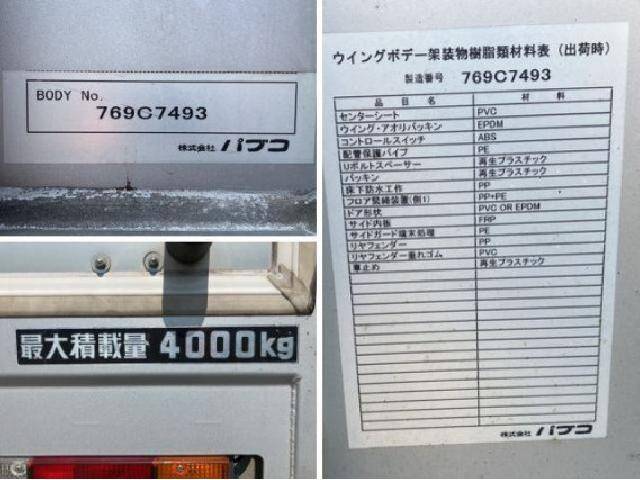 BODY No.
769C7493
株式会社 パブコ
最大積載量 4000kg
ウイングボデー架装物樹脂類材料表（出荷時）
製造番号 769C7493
品目名 材料
センターシート PVC
ウイング・アオリパッキン EPDM
コントロールスイッチ ABS
配管保護パイプ PE
Uボルトスペーサー 再生プラスチック
パッキン 再生プラスチック
床下防水工作 PP
フロア緊締装置(側1) PP+PE
ドア形状 PVC OR EPDM
サイド内板 FRP
サイドガード端末処理 PE
リヤフェンダー PP
リヤフェンダー垂れゴム PVC
車止め 再生プラスチック
株式会社 パブコ